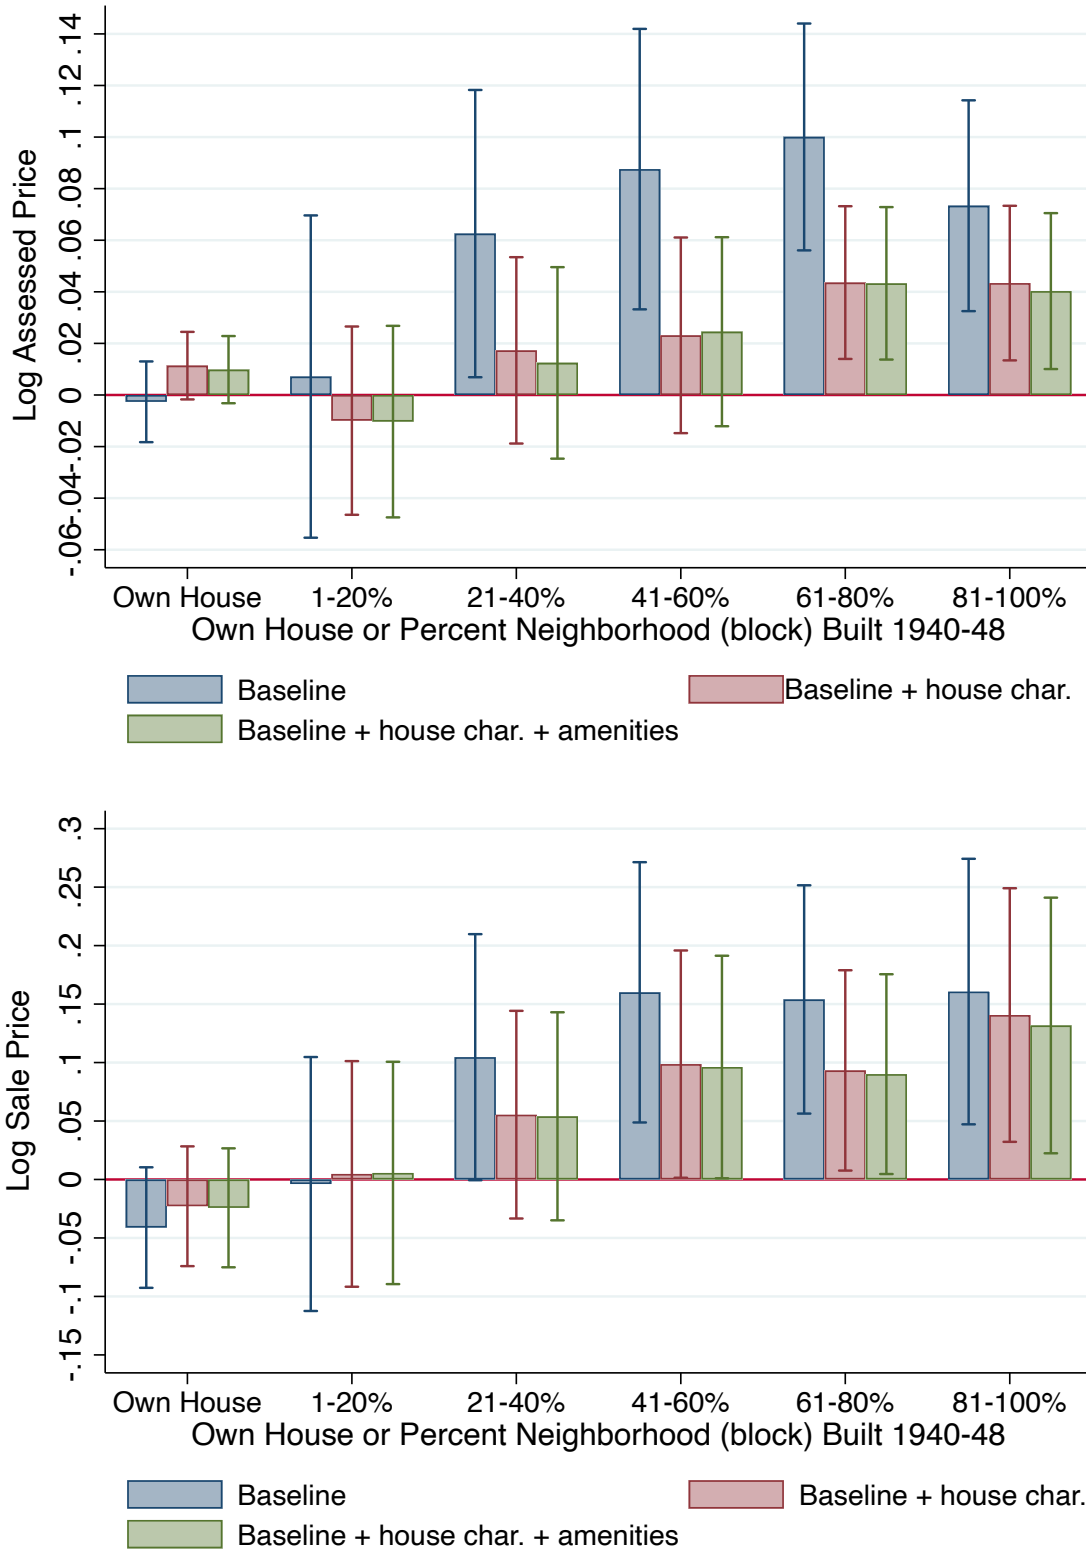 Log Assessed Price
.14
.12
.1
.08
.06
.04
.02
0
-.02
-.04
-.06
Own House 1-20% 21-40% 41-60% 61-80% 81-100%
Own House or Percent Neighborhood (block) Built 1940-48
Baseline Baseline + house char.
Baseline + house char. + amenities
Log Sale Price
.3
.25
.2
.15
.1
.05
0
-.05
-.1
-.15
Own House 1-20% 21-40% 41-60% 61-80% 81-100%
Own House or Percent Neighborhood (block) Built 1940-48
Baseline Baseline + house char.
Baseline + house char. + amenities